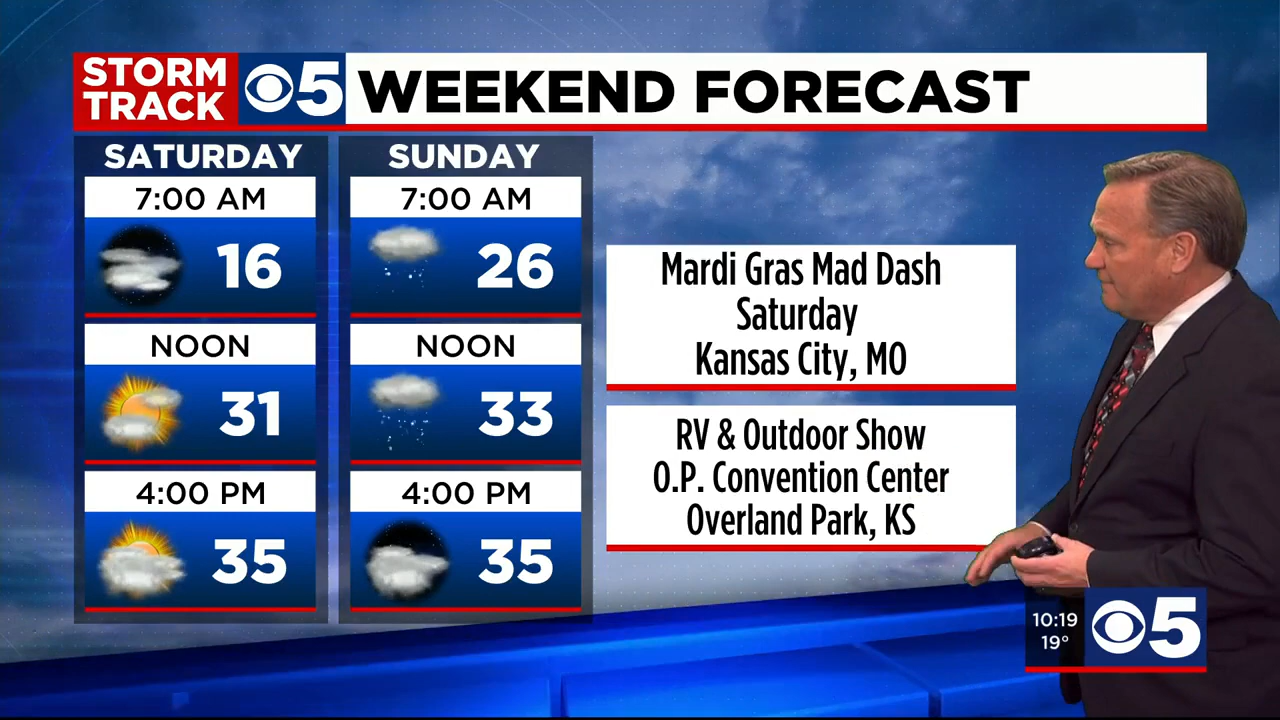 STORM
TRACK
5
WEEKEND FORECAST
SATURDAY
7:00 AM
16
NOON
31
4:00 PM
35
SUNDAY
7:00 AM
26
NOON
33
4:00 PM
35
Mardi Gras Mad Dash
Saturday
Kansas City, MO
RV & Outdoor Show
O.P. Convention Center
Overland Park, KS
10:19
19°
5